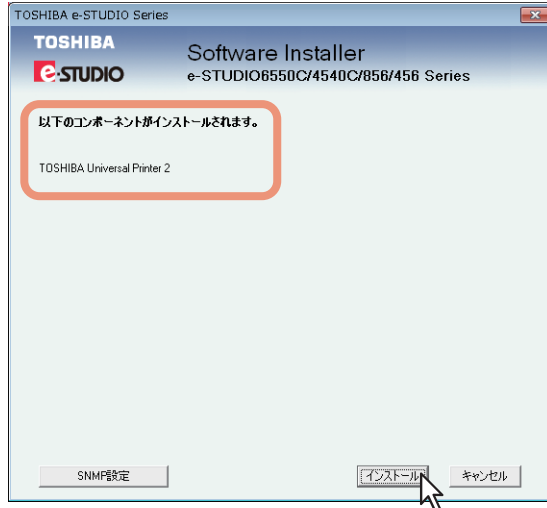 TOSHIBA e-STUDIO Series
TOSHIBA
e-STUDIO
Software Installer
e-STUDIO6550C/4540C/856/456 Series
以下のコンポーネントがインストールされます。
TOSHIBA Universal Printer 2
SNMP設定
インストール
キャンセル